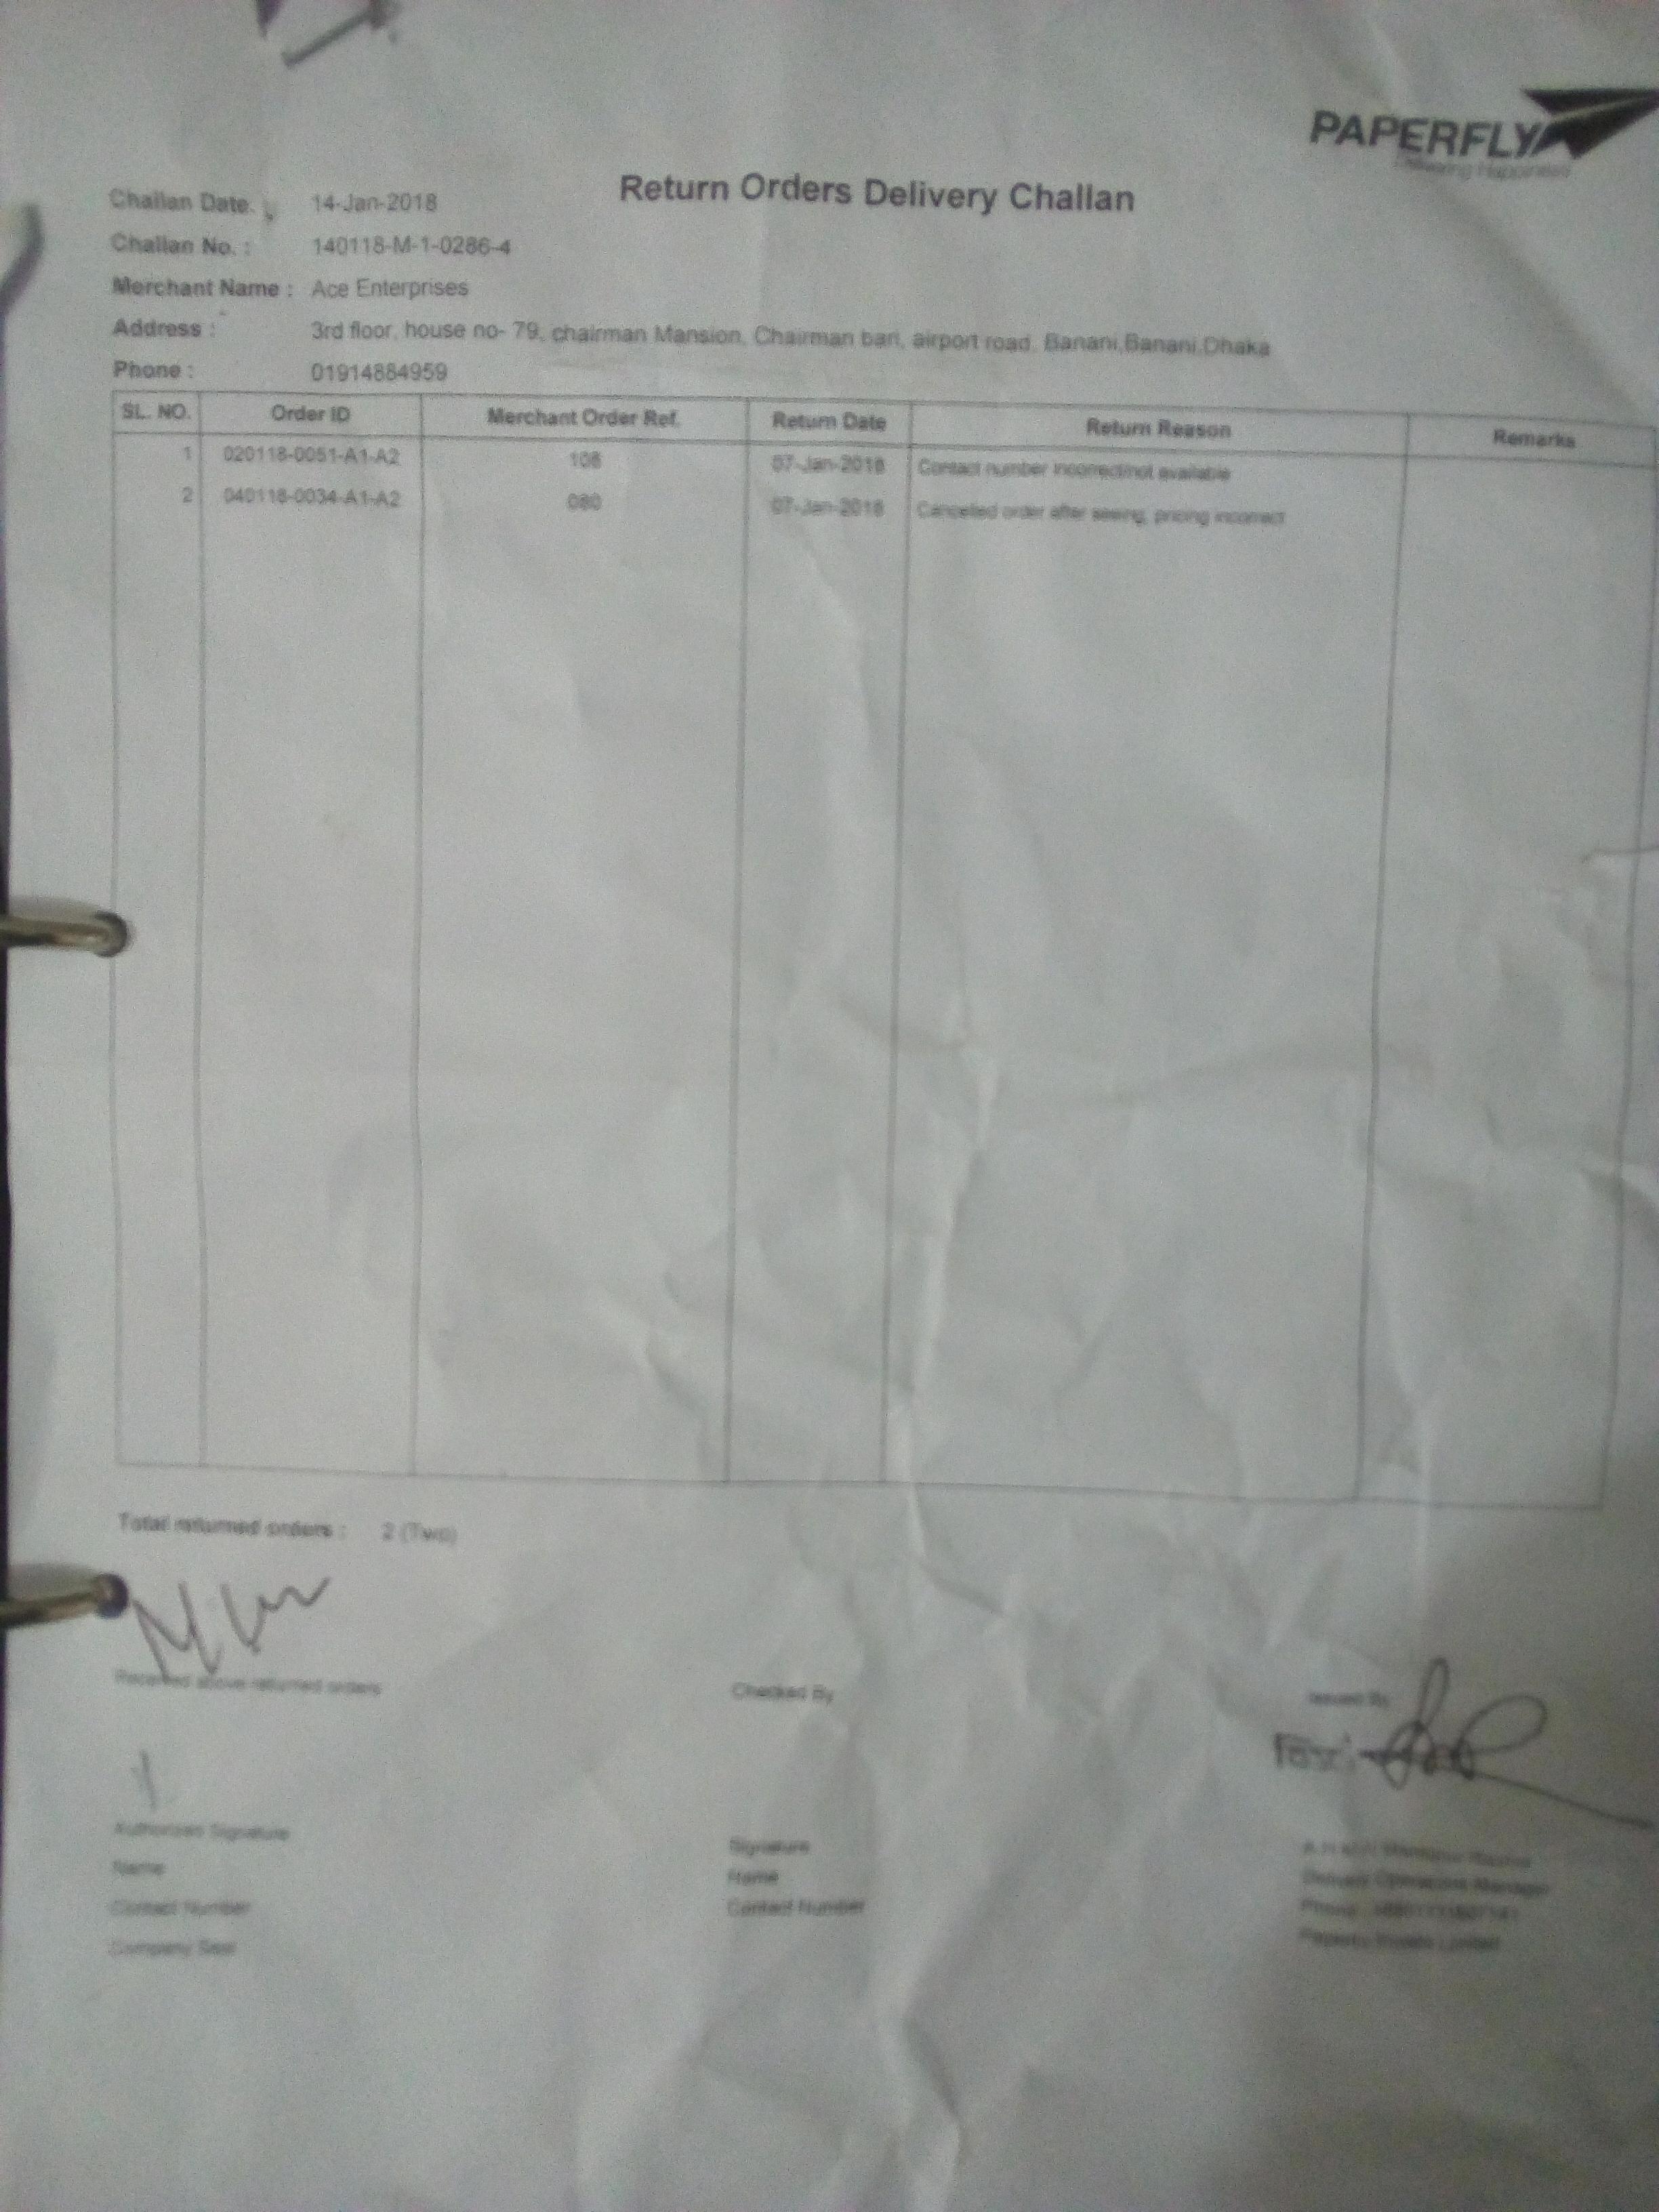 PAPERFLY
Return Orders Delivery Challan
Challan Date. : 14-Jan-2018
Challan No. : 140118-M-1-0286-4
Merchant Name : Ace Enterprises
Address : 3rd floor, house no- 79, chairman Mansion, Chairman bari, airport road, Banani,Banani,Dhaka
Phone : 01914884959
SL. NO. Order ID Merchant Order Ref. Return Date Return Reason Remarks
1 020118-0051-A1-A2 07-Jan-2018 Contact number incorrect/not available
2 040118-0034-A1-A2 080 07-Jan-2018 Cancelled order after seeing, pricing incorrect
Total returned orders : 2 (Two)
Received above returned orders Checked By Issued By
Authorized Signature
Signature
Name
Name
Delivery Operations Manager
Contact Number
Contact Number
Phone
Company Seal
Paperfly Private Limited